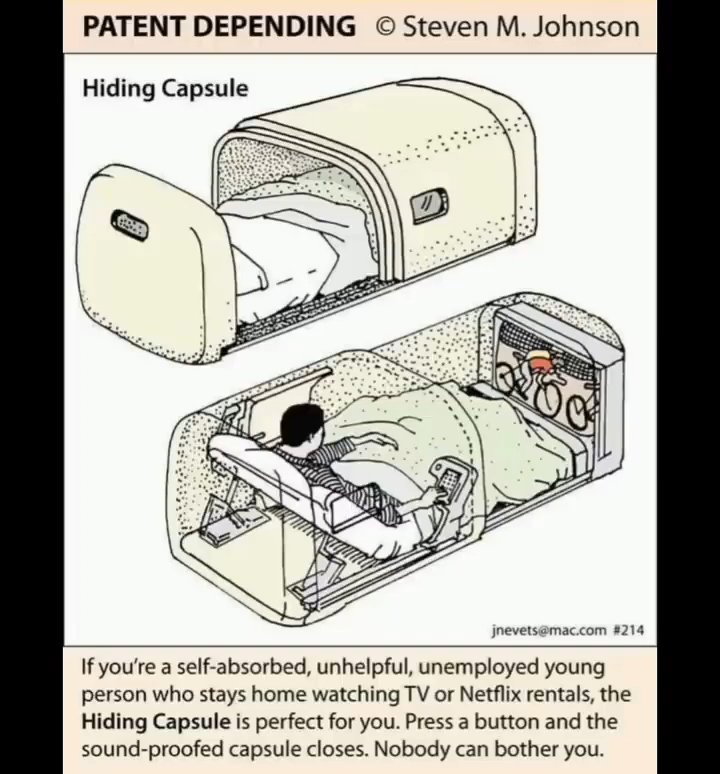 PATENT DEPENDING © Steven M. Johnson
Hiding Capsule
jnevets@mac.com #214
If you're a self-absorbed, unhelpful, unemployed young
person who stays home watching TV or Netflix rentals, the
Hiding Capsule is perfect for you. Press a button and the
sound-proofed capsule closes. Nobody can bother you.